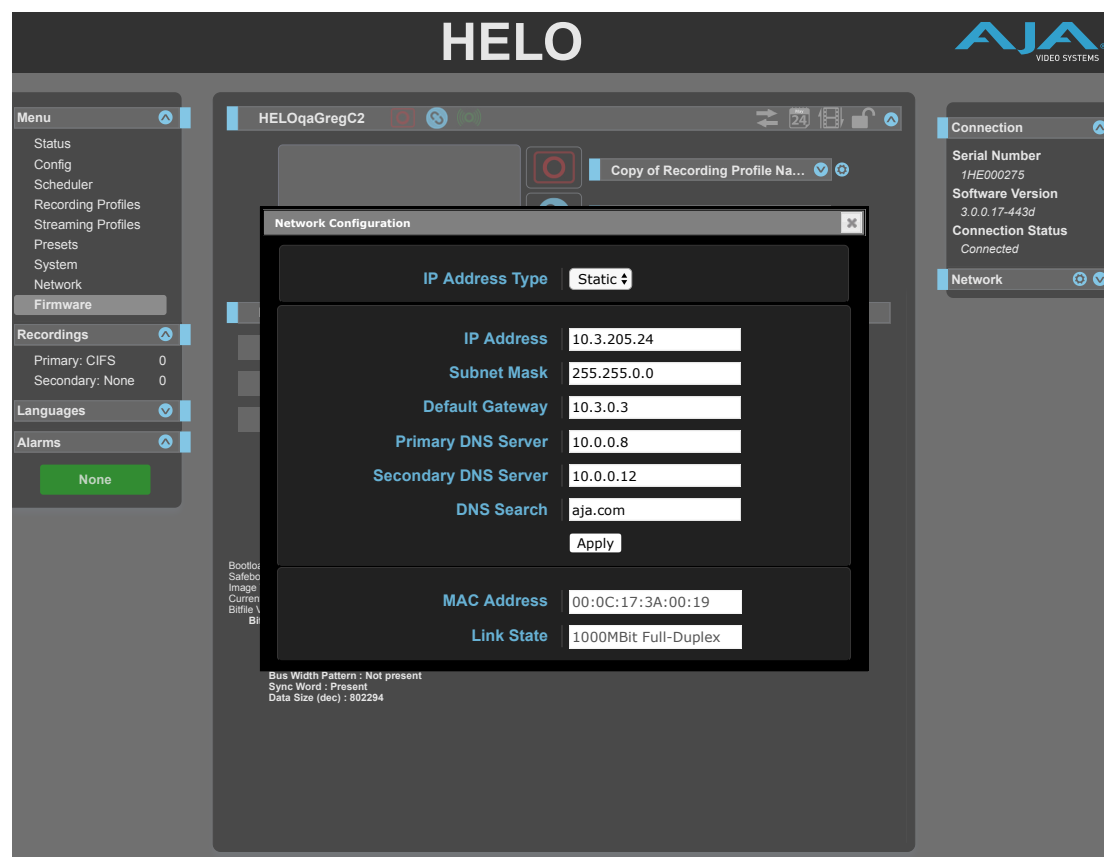 HELO
AJA
VIDEO SYSTEMS
Menu
Status
Config
Scheduler
Recording Profiles
Streaming Profiles
Presets
System
Network
Firmware
Recordings
Primary: CIFS 0
Secondary: None 0
Languages
Alarms
None
HELOqaGregC2
24
Copy of Recording Profile Na...
Network Configuration
IP Address Type Static
IP Address 10.3.205.24
Subnet Mask 255.255.0.0
Default Gateway 10.3.0.3
Primary DNS Server 10.0.0.8
Secondary DNS Server 10.0.0.12
DNS Search aja.com
Apply
MAC Address 00:0C:17:3A:00:19
Link State 1000MBit Full-Duplex
Image
Bitfile
Bus Width Pattern : Not present
Sync Word : Present
Data Size (dec) : 802294
Connection
Serial Number
1HE000275
Software Version
3.0.0.17-443d
Connection Status
Connected
Network